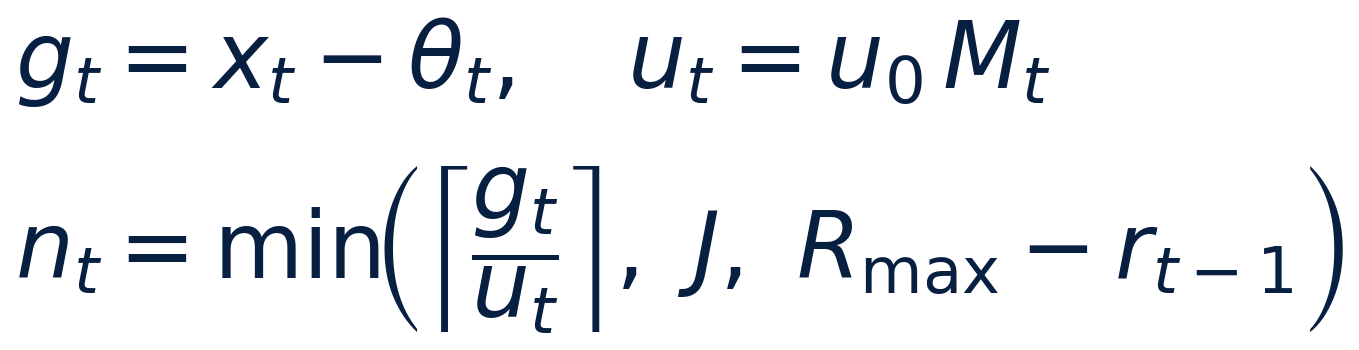 g_t = x_t − θ_t,  u_t = u_0 M_t
n_t = min(⌈g_t/u_t⌉, J, R_max − r_{t−1})